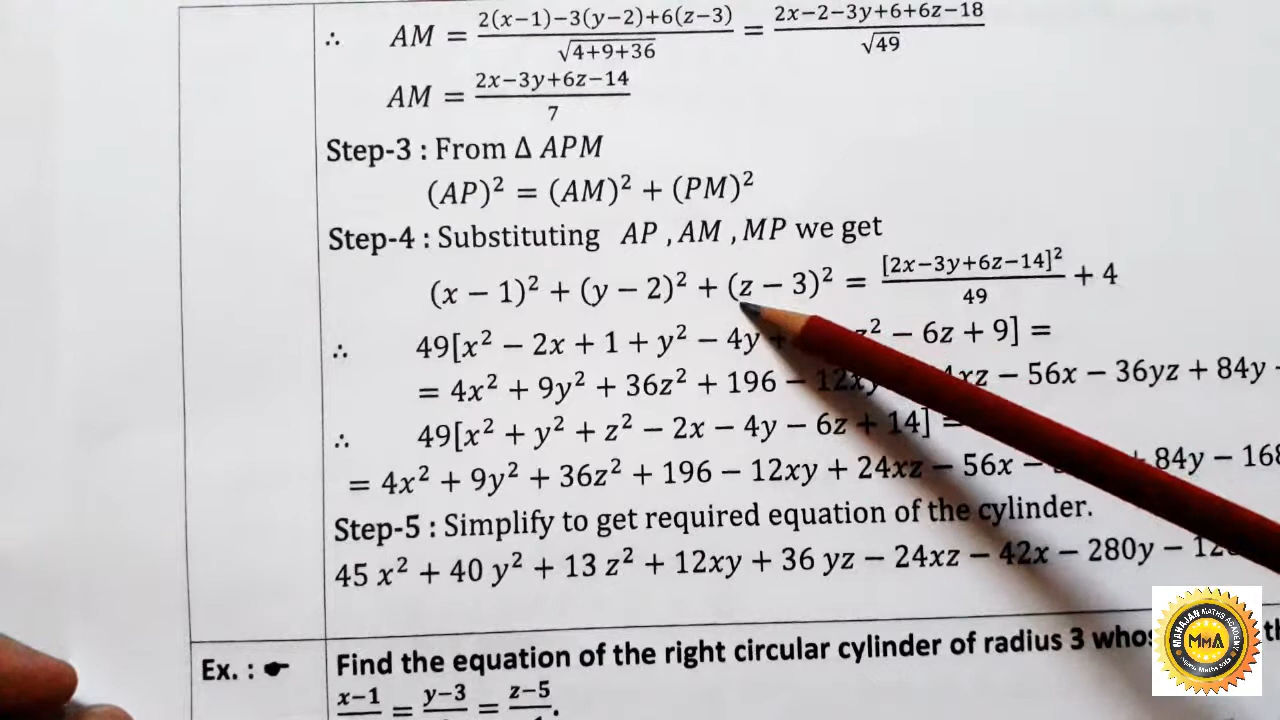 ∴ AM = 2(x−1)−3(y−2)+6(z−3) / √4+9+36 = 2x−2−3y+6+6z−18 / √49
AM = 2x−3y+6z−14 / 7
Step-3 : From Δ APM
(AP)² = (AM)² + (PM)²
Step-4 : Substituting AP , AM , MP we get
(x − 1)² + (y − 2)² + (z − 3)² = [2x−3y+6z−14]² / 49 + 4
∴ 49[x² − 2x + 1 + y² − 4y z² − 6z + 9] =
= 4x² + 9y² + 36z² + 196 − 12xy xz − 56x − 36yz + 84y
∴ 49[x² + y² + z² − 2x − 4y − 6z + 14] =
= 4x² + 9y² + 36z² + 196 − 12xy + 24xz − 56x − + 84y − 168
Step-5 : Simplify to get required equation of the cylinder.
45 x² + 40 y² + 13 z² + 12xy + 36 yz − 24xz − 42x − 280y −
Ex. : ☛ Find the equation of the right circular cylinder of radius 3
x−1 = y−3 = z−5 .
MAHAJAN MATHS ACADEMY
MMA